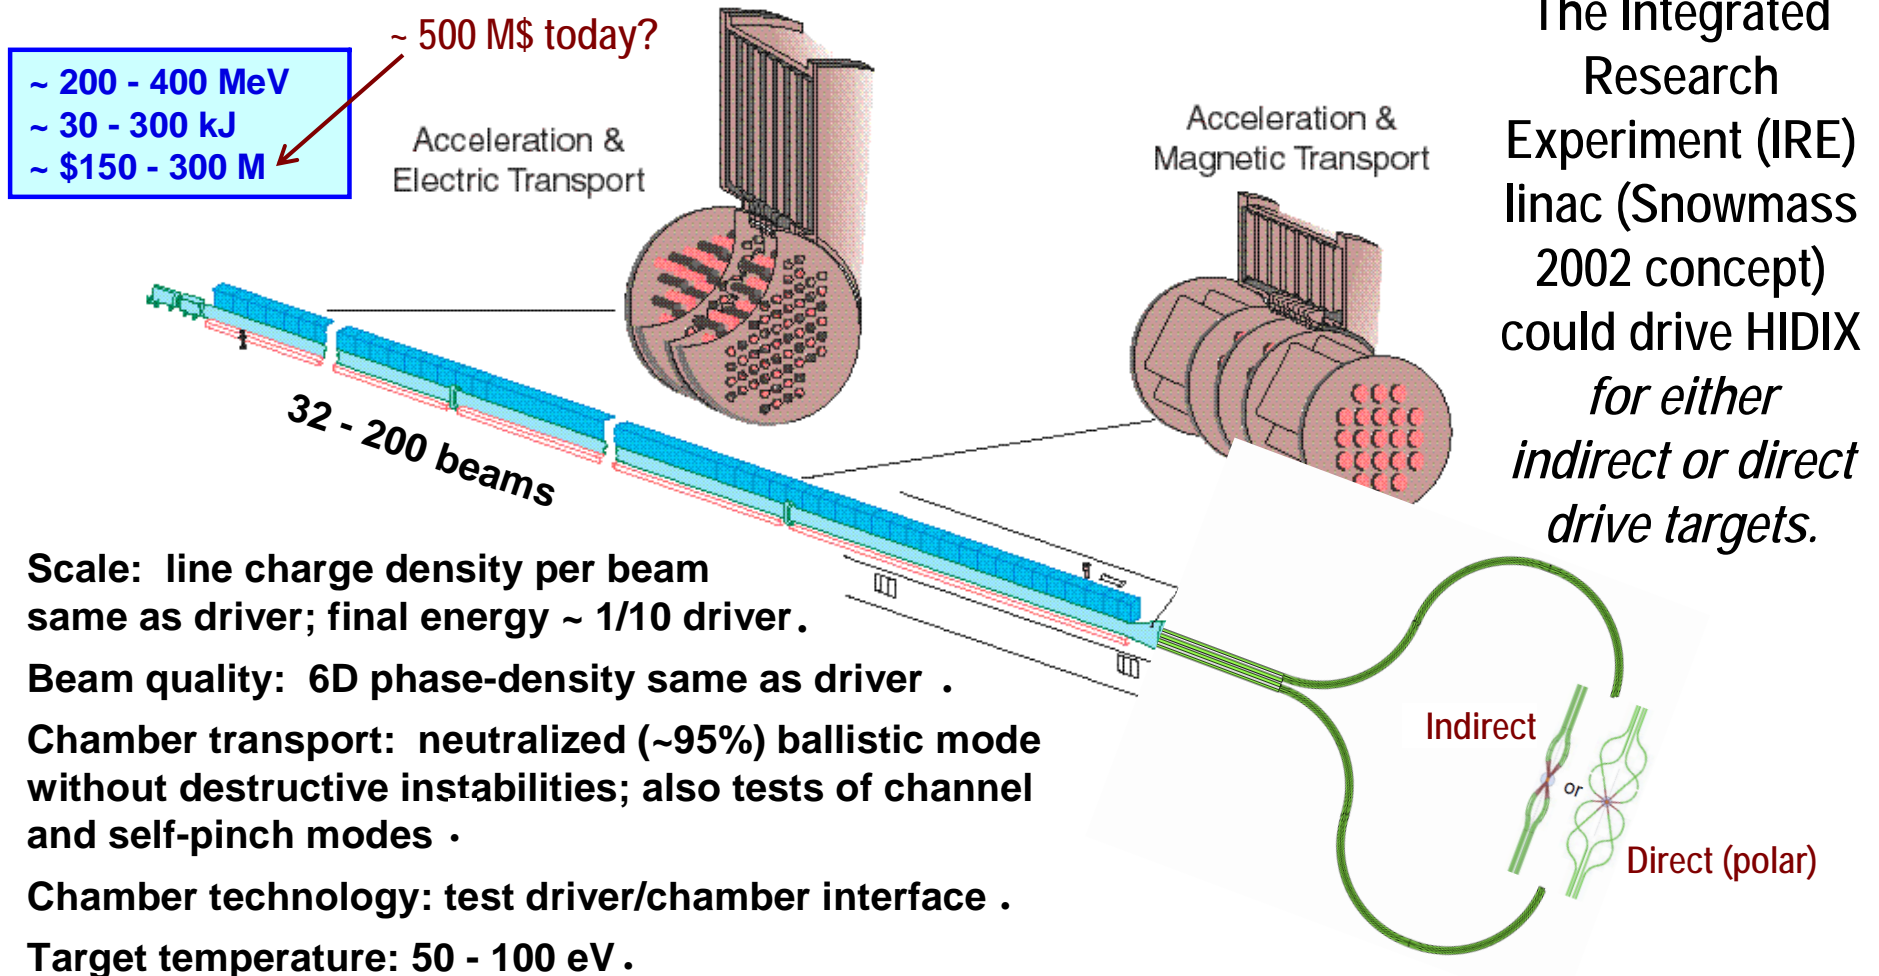 ~ 500 M$ today?
~ 200 - 400 MeV
~ 30 - 300 kJ
~ $150 - 300 M
Acceleration &
Electric Transport
Acceleration &
Magnetic Transport
The Integrated
Research
Experiment (IRE)
linac (Snowmass
2002 concept)
could drive HIDIX
for either
indirect or direct
drive targets.
32 - 200 beams
Scale: line charge density per beam
same as driver; final energy ~ 1/10 driver.
Beam quality: 6D phase-density same as driver .
Chamber transport: neutralized (~95%) ballistic mode
without destructive instabilities; also tests of channel
and self-pinch modes .
Chamber technology: test driver/chamber interface .
Target temperature: 50 - 100 eV .
Indirect
or
Direct (polar)